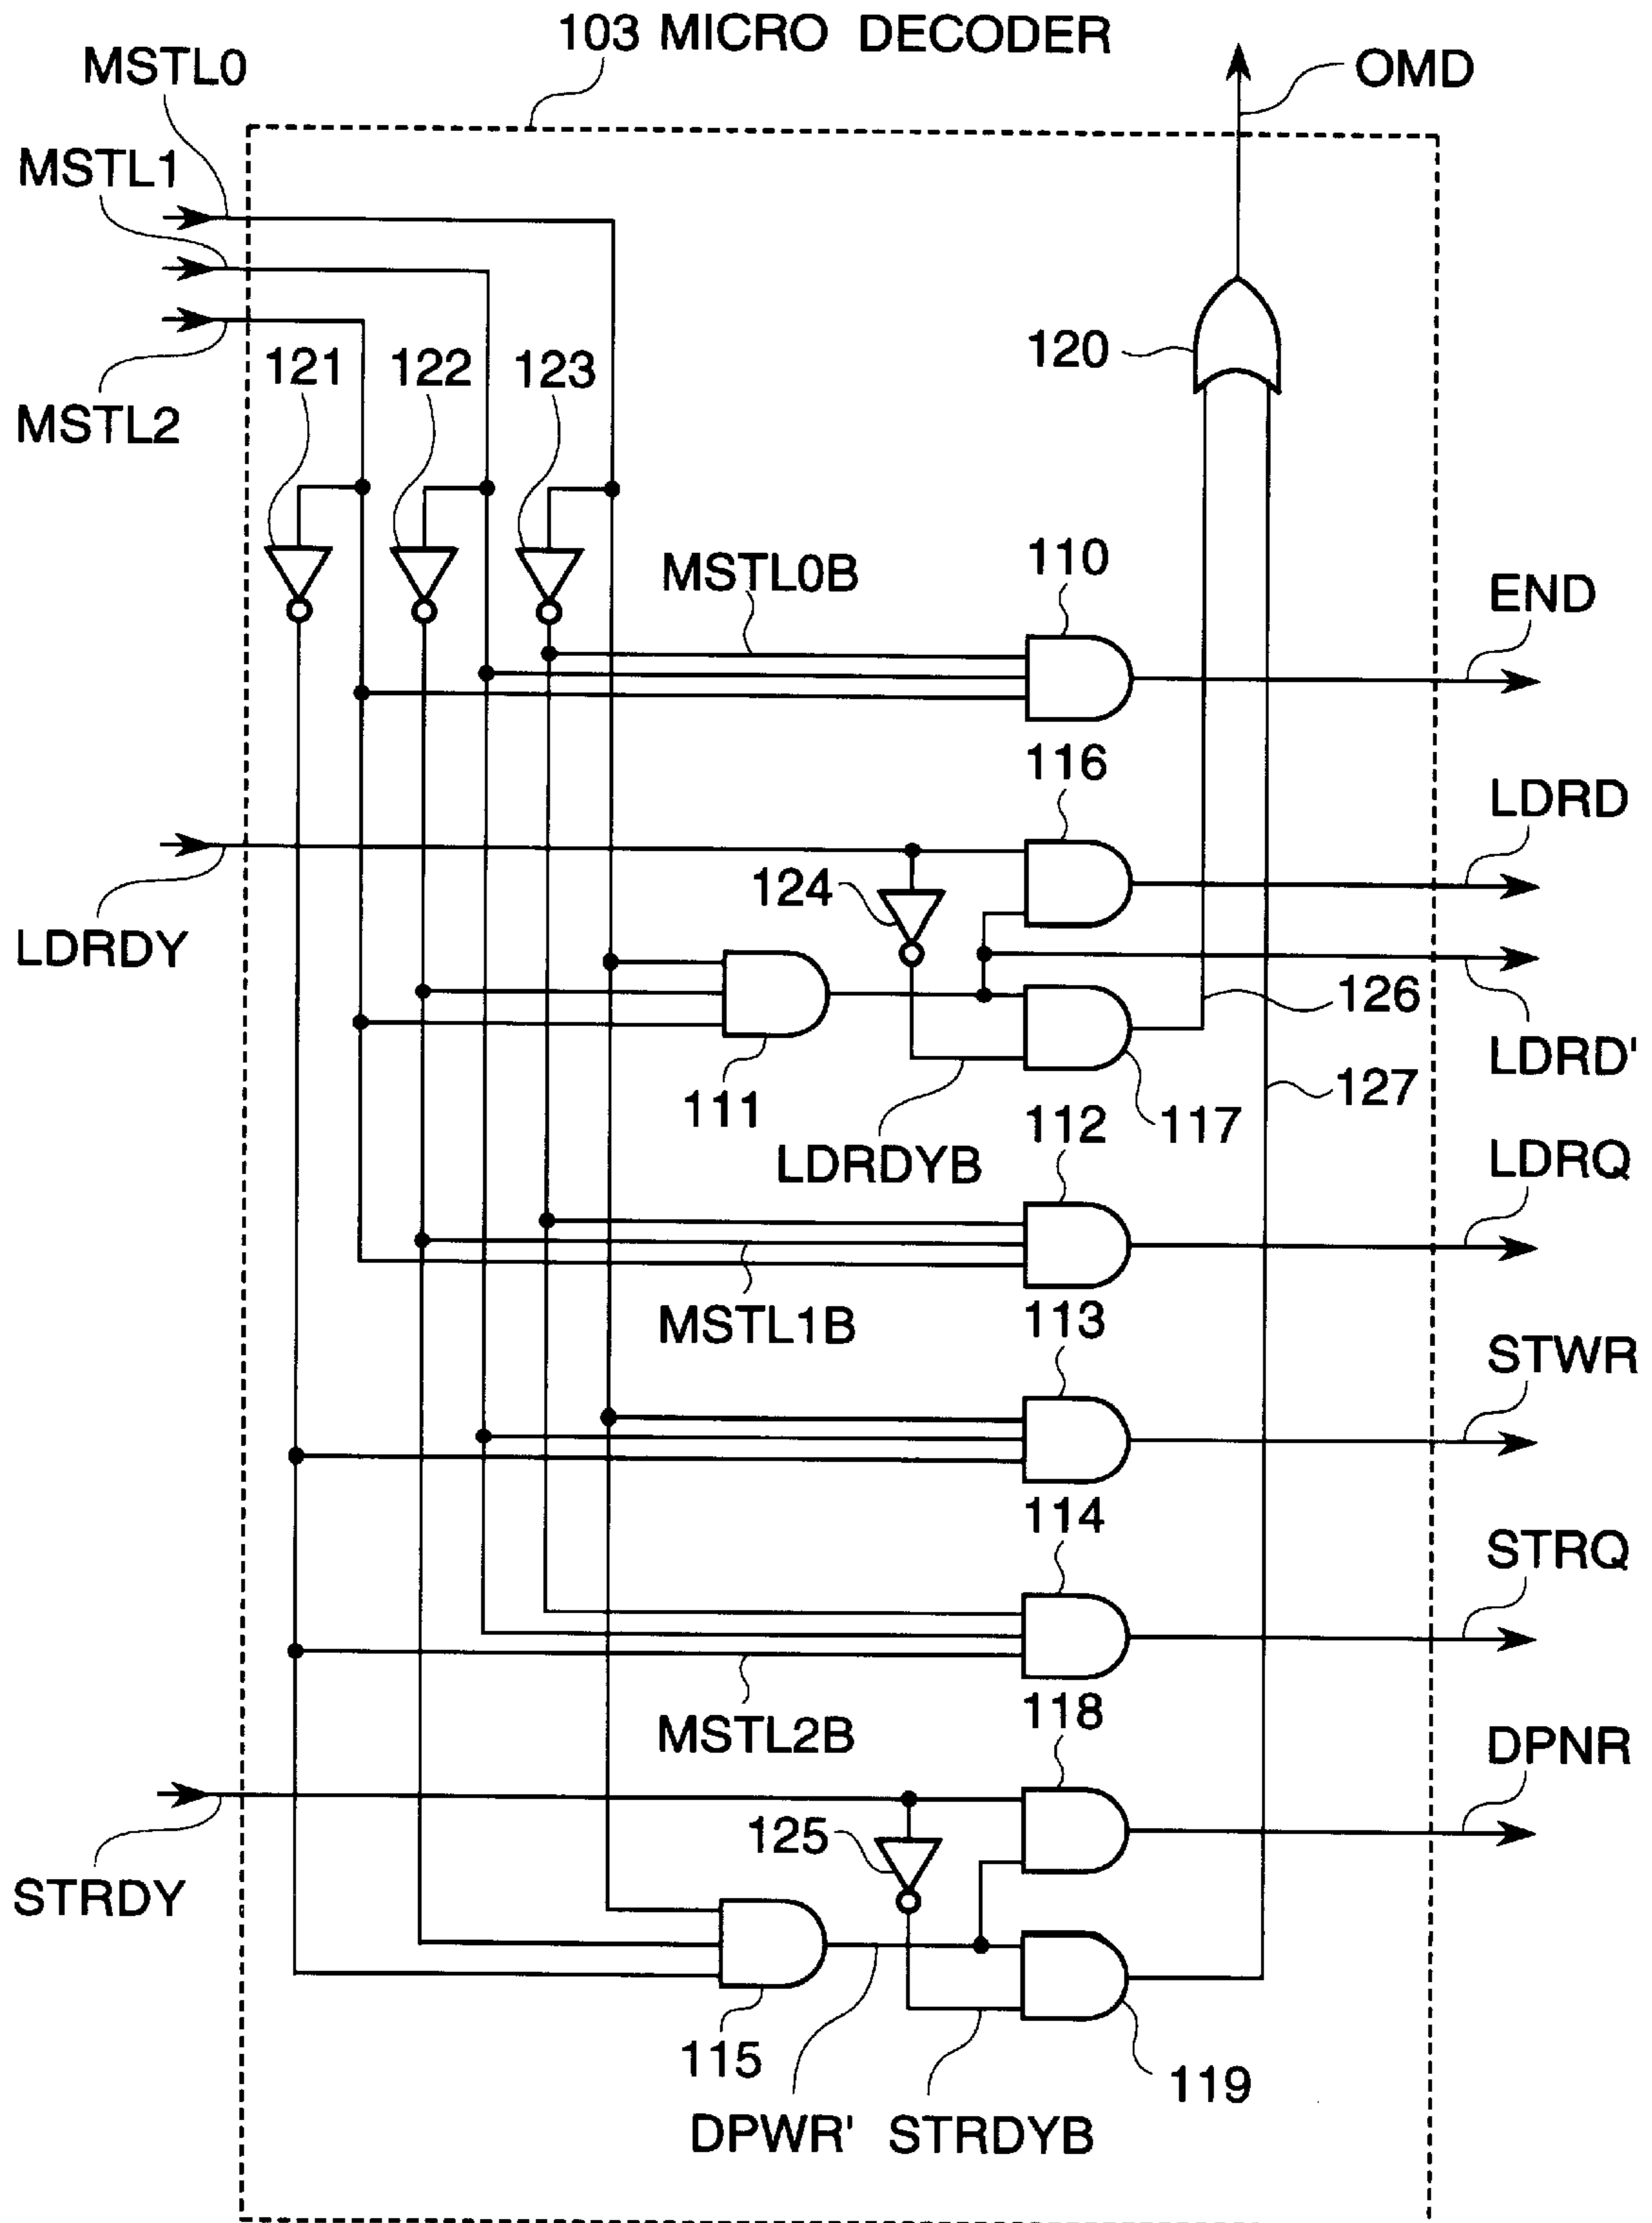 103 MICRO DECODER
MSTL0
OMD
MSTL1
MSTL2
121
122
123
120
MSTL0B
110
END
116
LDRD
LDRDY
124
126
LDRD'
111
127
112
117
LDRDYB
LDRQ
MSTL1B
113
STWR
114
STRQ
MSTL2B
118
DPNR
125
STRDY
115
119
DPWR'
STRDYB